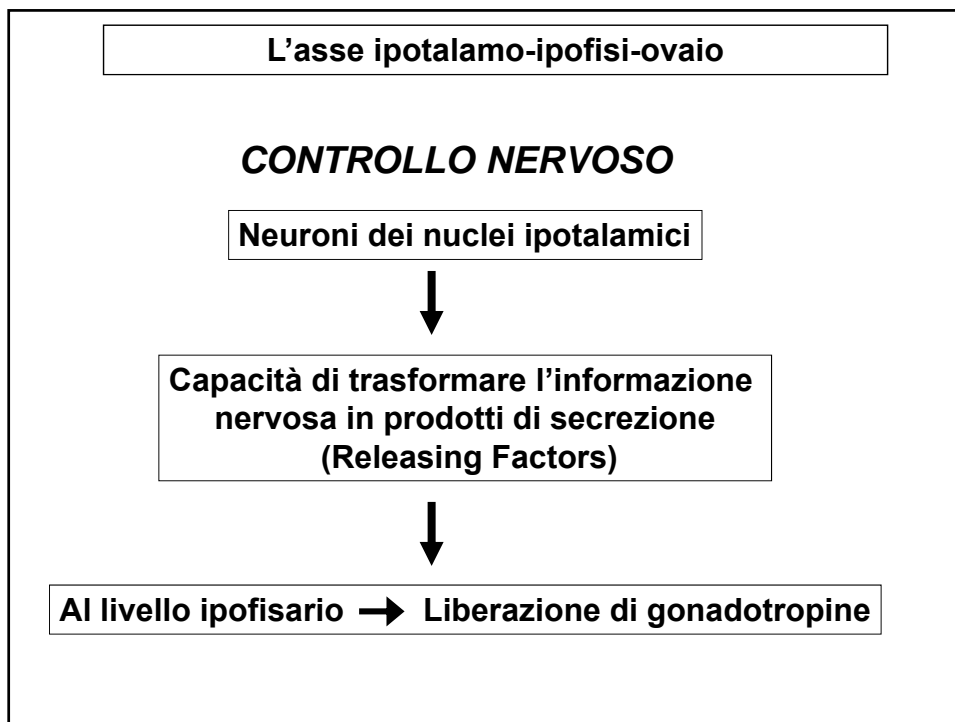 L’asse ipotalamo-ipofisi-ovaio
CONTROLLO NERVOSO
Neuroni dei nuclei ipotalamici
Capacità di trasformare l’informazione
nervosa in prodotti di secrezione
(Releasing Factors)
Al livello ipofisario → Liberazione di gonadotropine